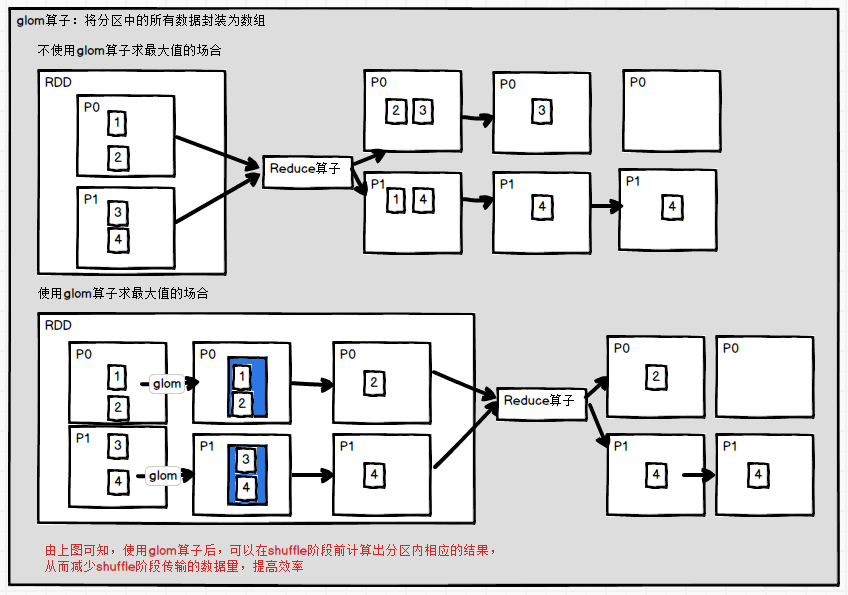 glom算子：将分区中的所有数据封装为数组
不使用glom算子求最大值的场合
RDD
P0
1
2
P1
3
4
Reduce算子
P0
2 3
P1
1 4
P0
3
P1
4
P0
P1
4
使用glom算子求最大值的场合
RDD
P0
1
2
glom
P1
3
4
glom
P0
1
2
P1
3
4
P0
2
P1
4
Reduce算子
P0
2
P1
4
P0
P1
4
由上图可知，使用glom算子后，可以在shuffle阶段前计算出分区内相应的结果，
从而减少shuffle阶段传输的数据量，提高效率